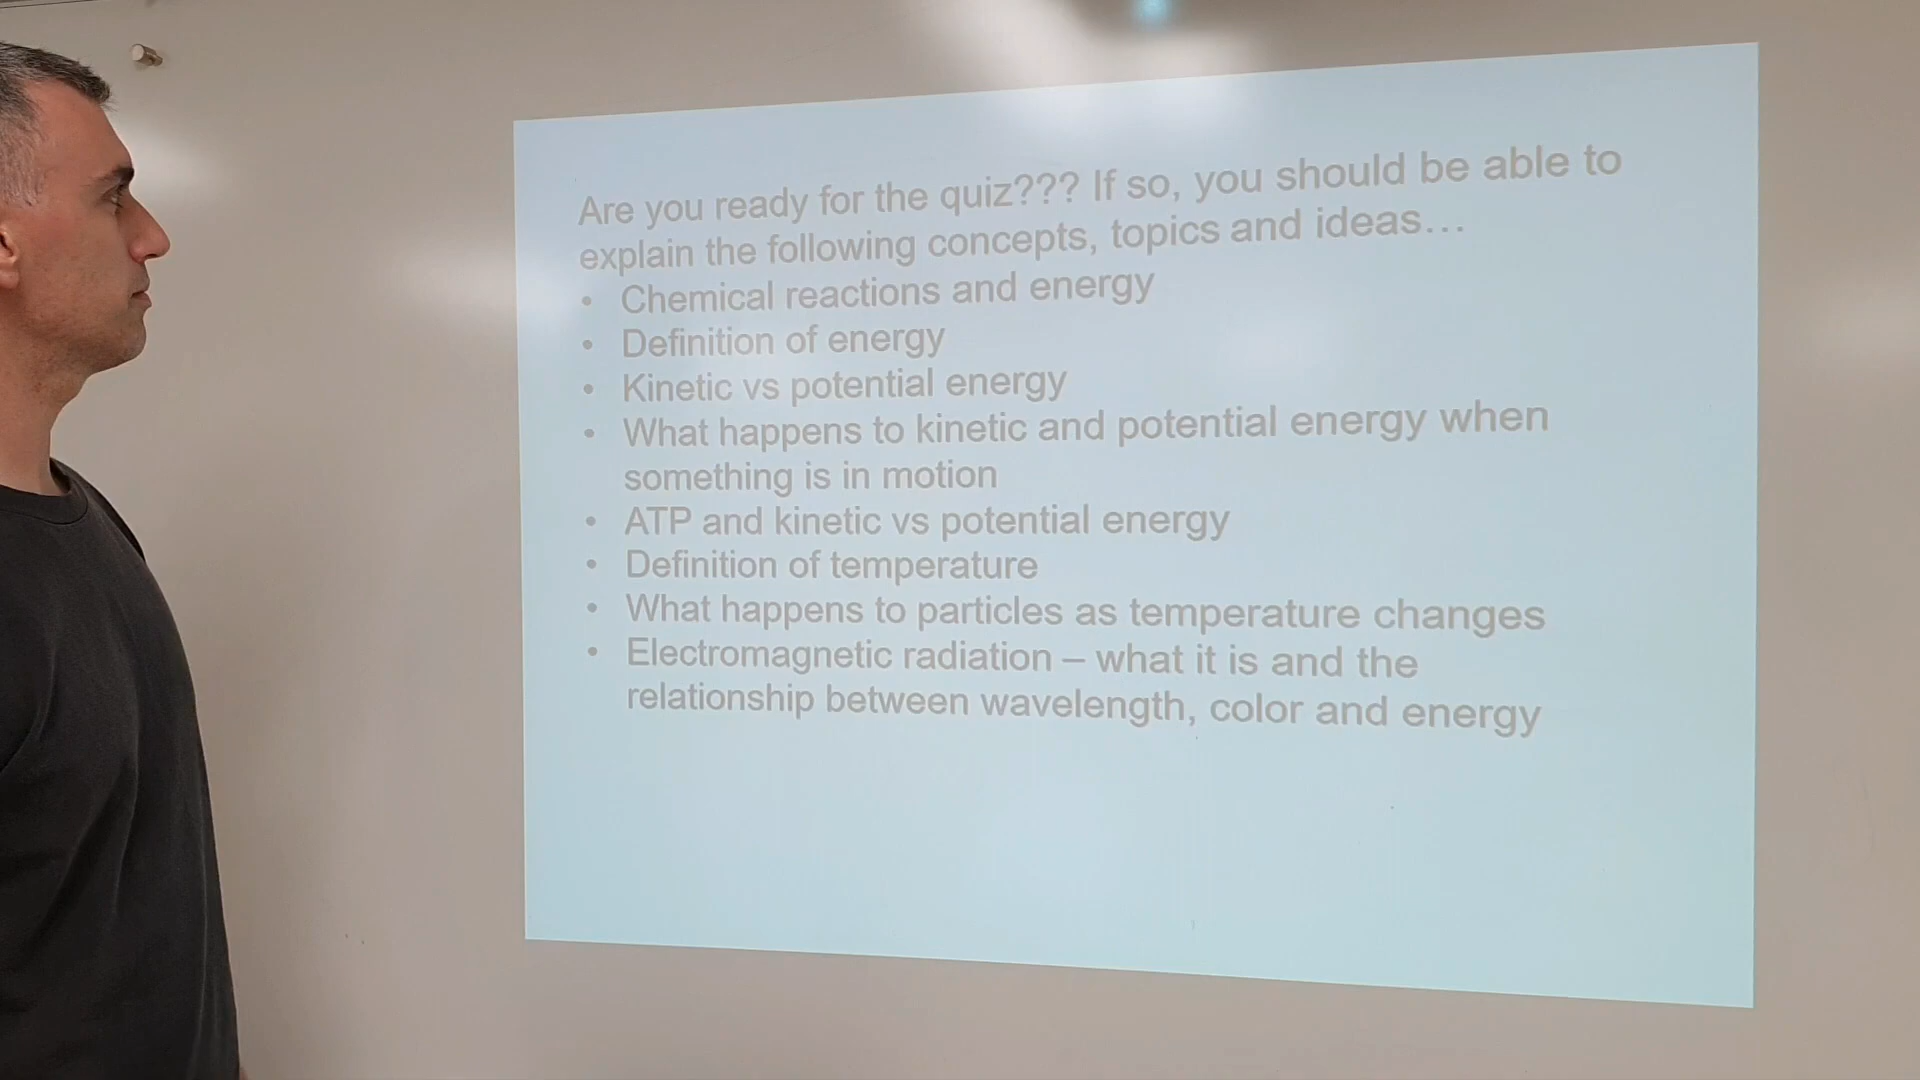 Are you ready for the quiz??? If so, you should be able to
explain the following concepts, topics and ideas…
• Chemical reactions and energy
• Definition of energy
• Kinetic vs potential energy
• What happens to kinetic and potential energy when
something is in motion
• ATP and kinetic vs potential energy
• Definition of temperature
• What happens to particles as temperature changes
• Electromagnetic radiation – what it is and the
relationship between wavelength, color and energy